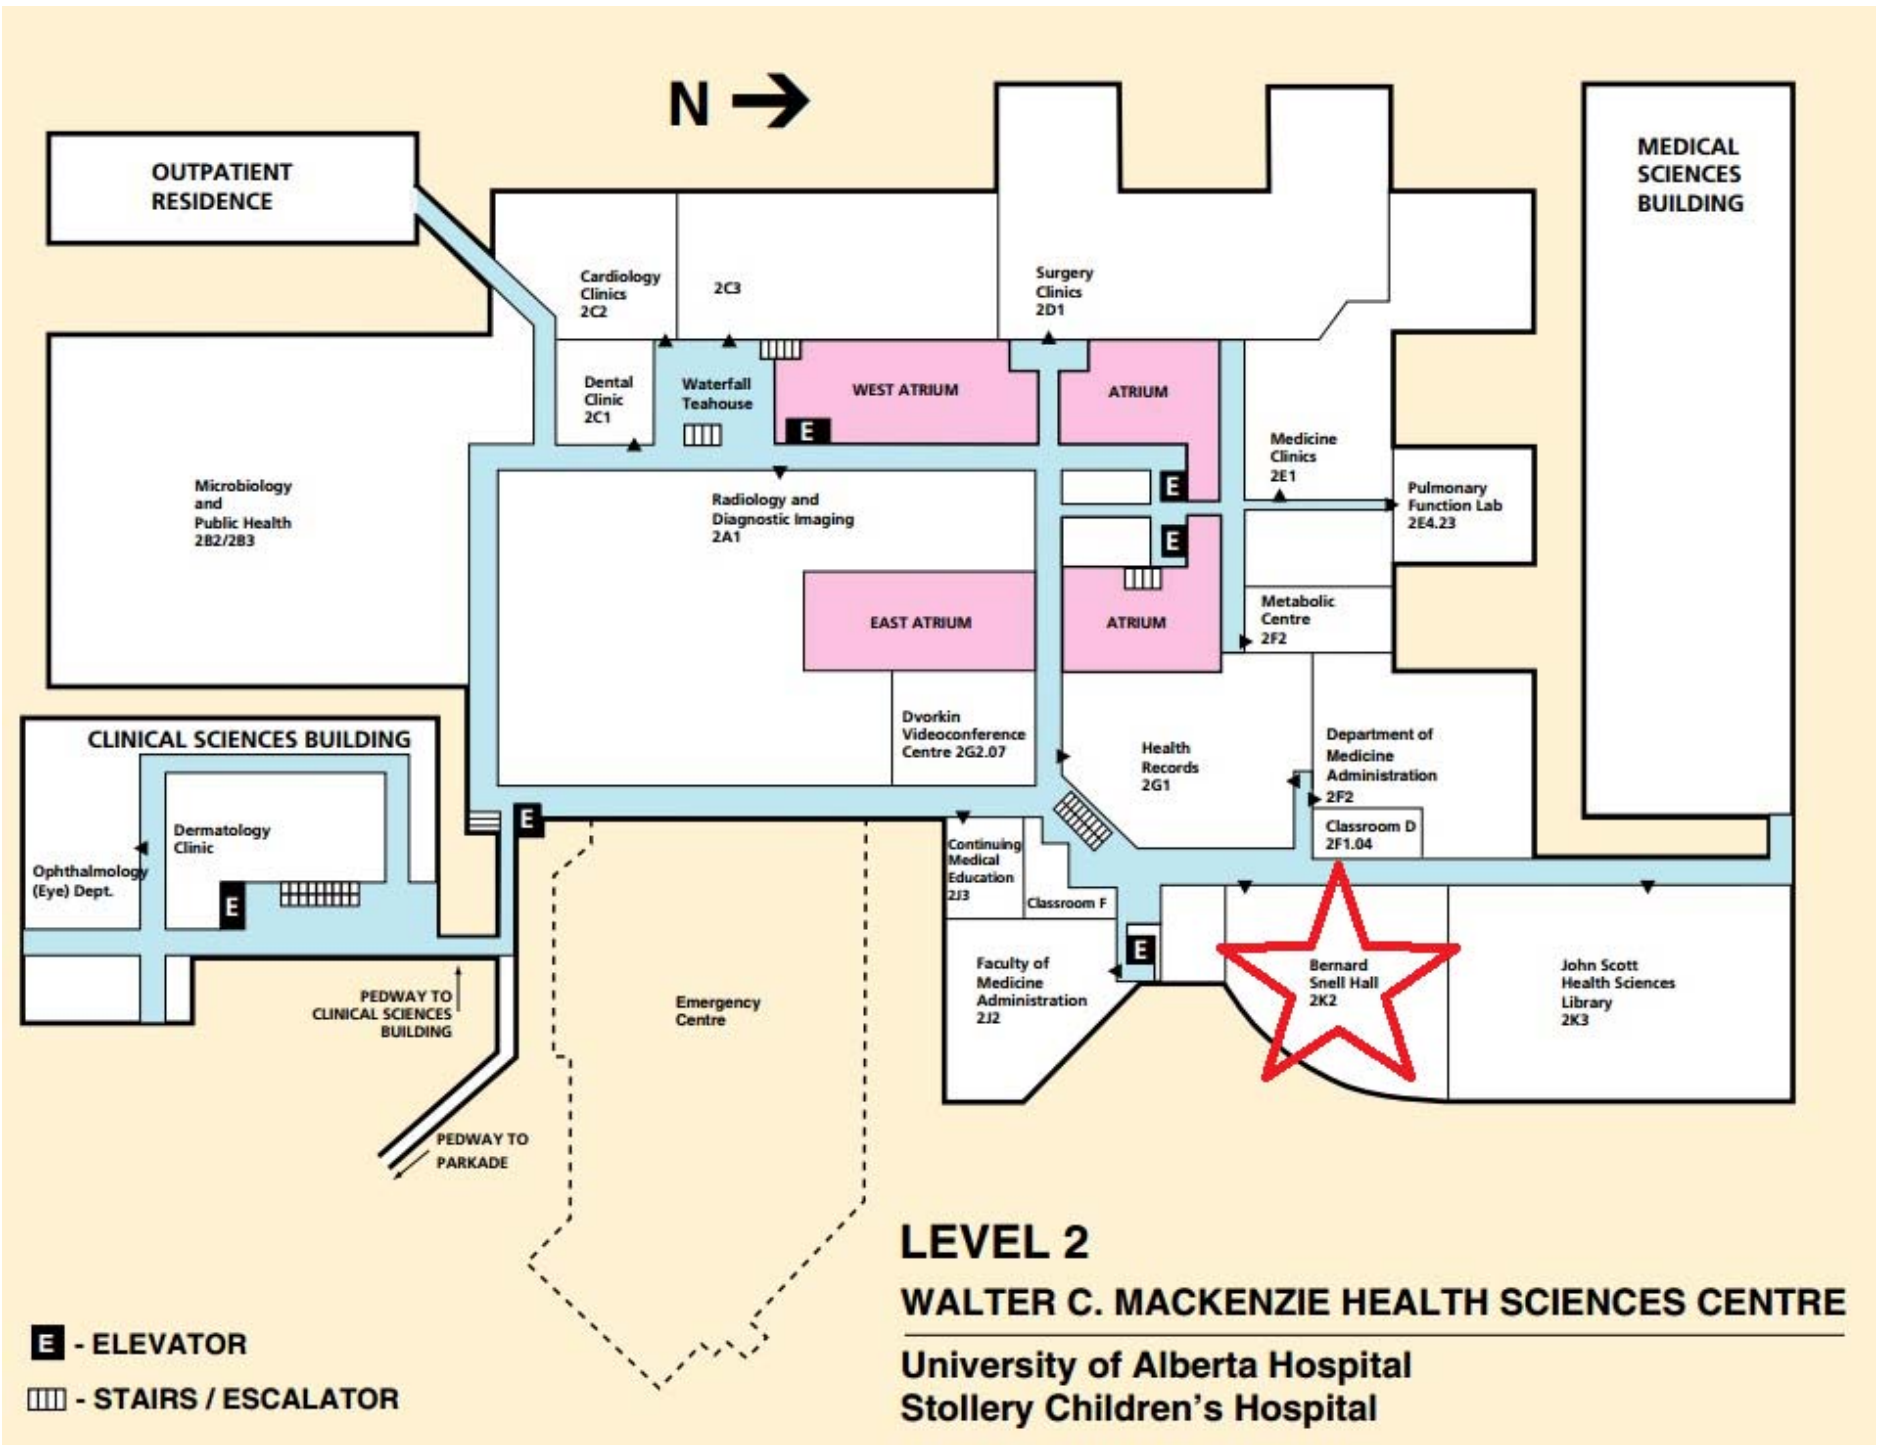 N
OUTPATIENT
RESIDENCE
MEDICAL
SCIENCES
BUILDING
Cardiology
Clinics
2C2
2C3
Surgery
Clinics
2D1
Dental
Clinic
2C1
Waterfall
Teahouse
WEST ATRIUM
ATRIUM
E
Medicine
Clinics
2E1
Microbiology
and
Public Health
2B2/2B3
Radiology and
Diagnostic Imaging
2A1
E
E
Pulmonary
Function Lab
2E4.23
EAST ATRIUM
ATRIUM
Metabolic
Centre
2F2
CLINICAL SCIENCES BUILDING
Dvorkin
Videoconference
Centre 2G2.07
Health
Records
2G1
Department of
Medicine
Administration
2F2
Classroom D
2F1.04
Dermatology
Clinic
Ophthalmology
(Eye) Dept.
E
E
Continuing
Medical
Education
2J3
Classroom F
E
Faculty of
Medicine
Administration
2J2
Bernard
Snell Hall
2K2
John Scott
Health Sciences
Library
2K3
PEDWAY TO
CLINICAL SCIENCES
BUILDING
Emergency
Centre
PEDWAY TO
PARKADE
LEVEL 2
WALTER C. MACKENZIE HEALTH SCIENCES CENTRE
University of Alberta Hospital
Stollery Children's Hospital
E - ELEVATOR
- STAIRS / ESCALATOR